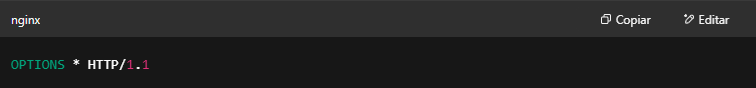 nginx Copiar Editar
OPTIONS * HTTP/1.1